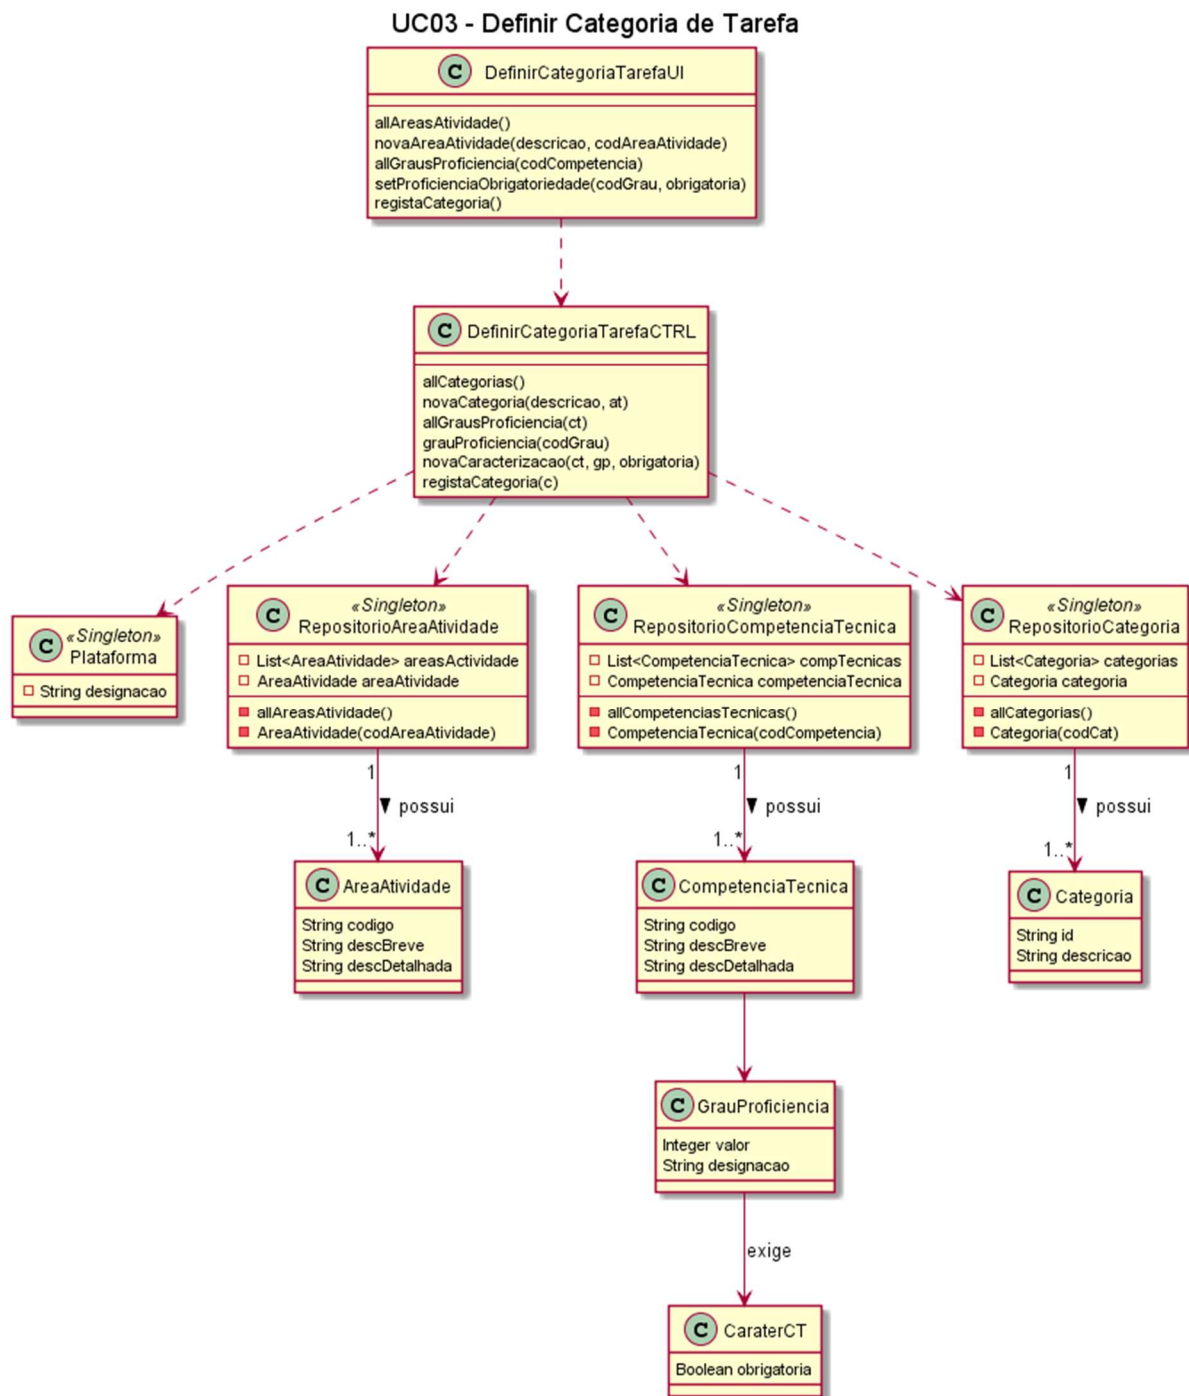 UC03 - Definir Categoria de Tarefa
C DefinirCategoriaTarefaUI
allAreasAtividade()
novaAreaAtividade(descricao, codAreaAtividade)
allGrausProficiencia(codCompetencia)
setProficienciaObrigatoriedade(codGrau, obrigatoria)
registaCategoria()
C DefinirCategoriaTarefaCTRL
allCategorias()
novaCategoria(descricao, at)
allGrausProficiencia(ct)
grauProficiencia(codGrau)
novaCaracterizacao(ct, gp, obrigatoria)
registaCategoria(c)
«Singleton»
C Plataforma
String designacao
«Singleton»
C RepositorioAreaAtividade
List<AreaAtividade> areasActividade
AreaAtividade areaAtividade
allAreasAtividade()
AreaAtividade(codAreaAtividade)
«Singleton»
C RepositorioCompetenciaTecnica
List<CompetenciaTecnica> compTecnicas
CompetenciaTecnica competenciaTecnica
allCompetenciasTecnicas()
CompetenciaTecnica(codCompetencia)
«Singleton»
C RepositorioCategoria
List<Categoria> categorias
Categoria categoria
allCategorias()
Categoria(codCat)
1
possui
1..*
1
possui
1..*
1
possui
1..*
C AreaAtividade
String codigo
String descBreve
String descDetalhada
C CompetenciaTecnica
String codigo
String descBreve
String descDetalhada
C Categoria
String id
String descricao
C GrauProficiencia
Integer valor
String designacao
exige
C CaraterCT
Boolean obrigatoria